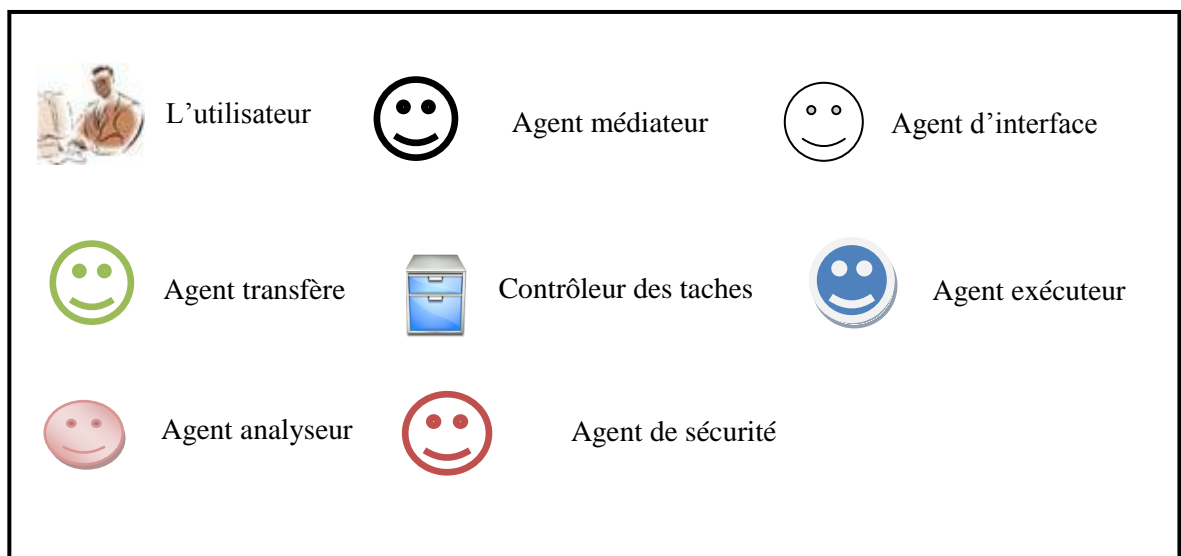 L’utilisateur
Agent médiateur
Agent d’interface
Agent transfère
Contrôleur des taches
Agent exécuteur
Agent analyseur
Agent de sécurité